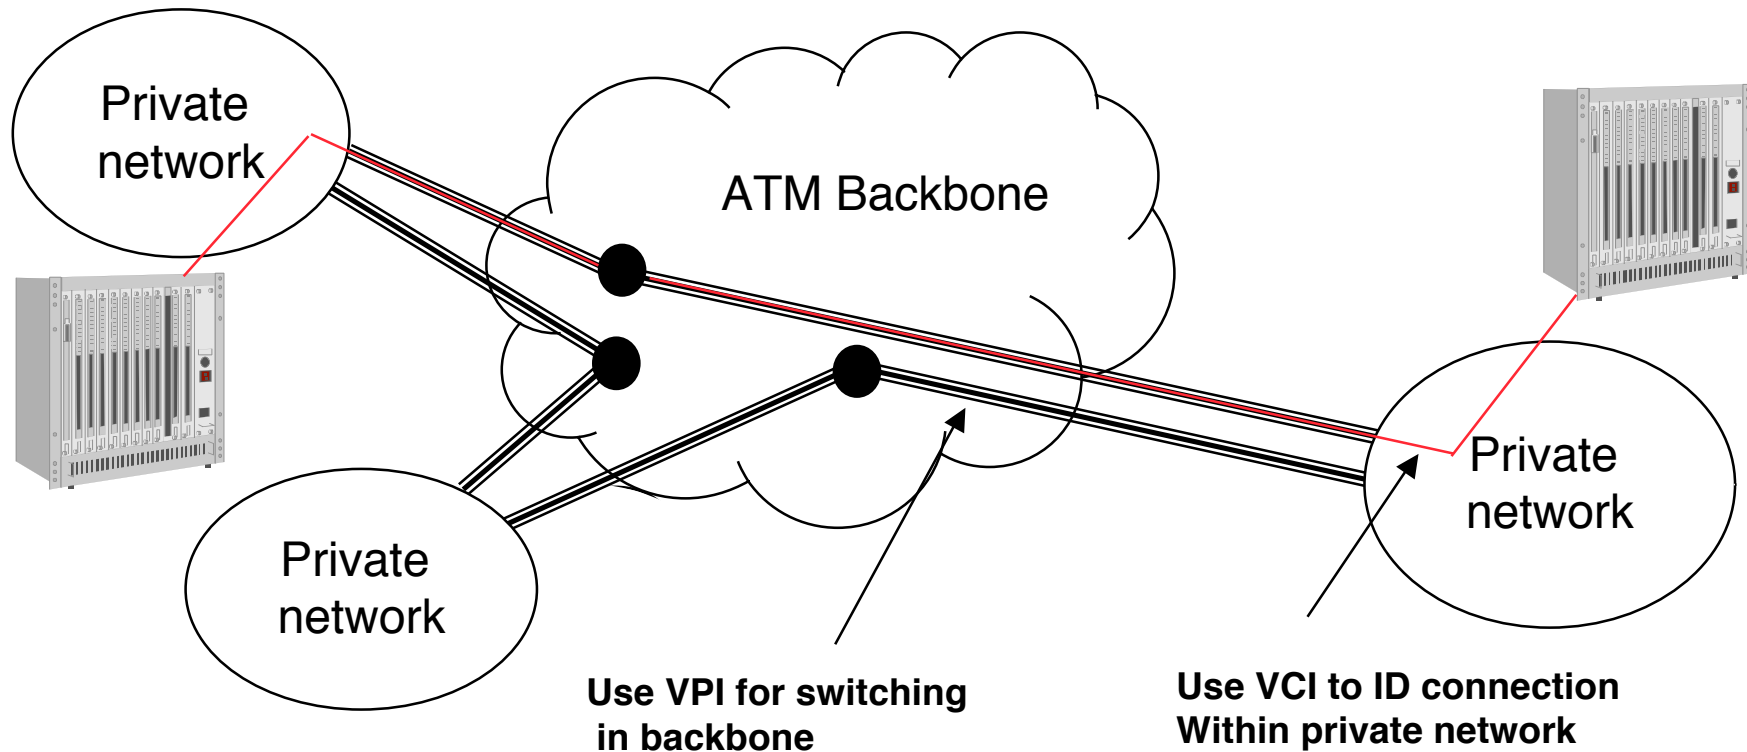 Private
network
ATM Backbone
Private
network
Private
network
Use VPI for switching
in backbone
Use VCI to ID connection
Within private network